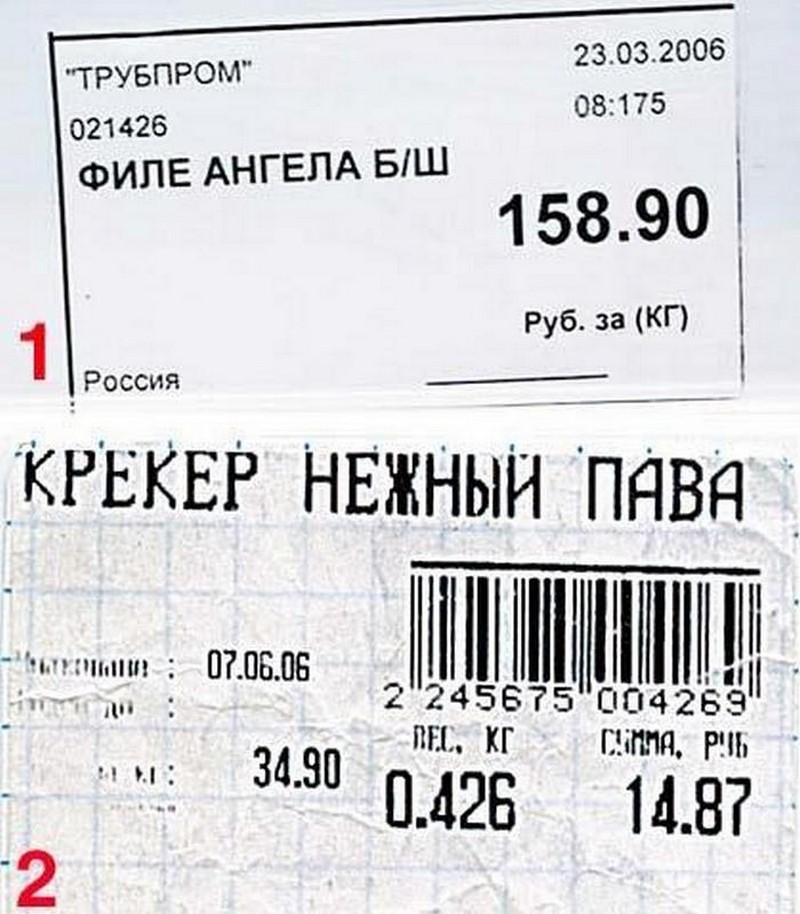 "ТРУБПРОМ" 23.03.2006
021426 08:175
ФИЛЕ АНГЕЛА Б/Ш
158.90
Руб. за (КГ)
Россия
1
КРЕКЕР НЕЖНЫЙ ПАВА
: 07.06.06
:
2 245675 004269
ВЕС, КГ СУММА, РУБ
: 34.90 0.426 14.87
2